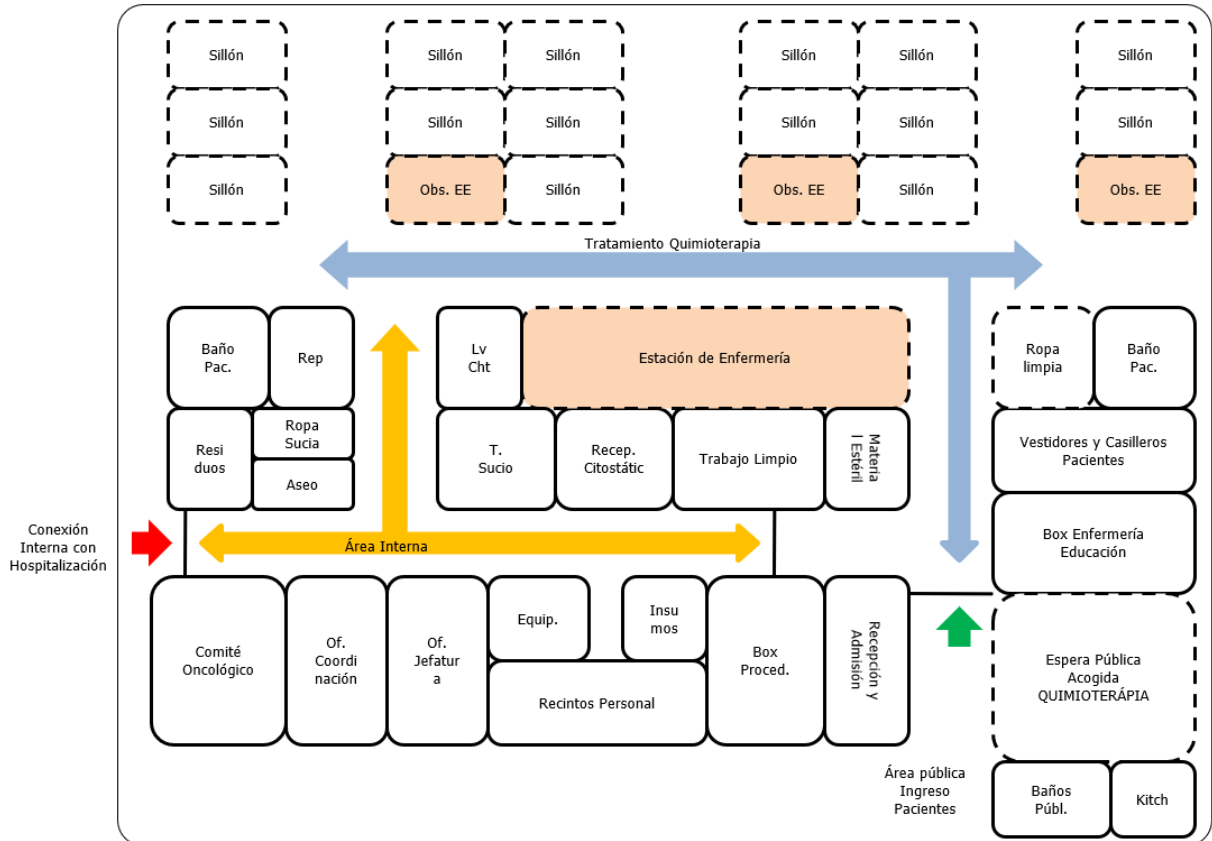 Sillón
Sillón
Sillón
Sillón
Sillón
Sillón
Sillón
Sillón
Sillón
Sillón
Sillón
Sillón
Sillón
Obs. EE
Sillón
Obs. EE
Sillón
Obs. EE
Tratamiento Quimioterapia
Baño
Pac.
Rep
Lv
Cht
Estación de Enfermería
Ropa
limpia
Baño
Pac.
Resi
duos
Ropa
Sucia
Aseo
T.
Sucio
Recep.
Citostátic
Trabajo Limpio
Materia
l Estéril
Vestidores y Casilleros
Pacientes
Conexión
Interna con
Hospitalización
Área Interna
Box Enfermería
Educación
Comité
Oncológico
Of.
Coordi
nación
Of.
Jefatur
a
Equip.
Insu
mos
Recintos Personal
Box
Proced.
Recepción y
Admisión
Espera Pública
Acogida
QUIMIOTERÁPIA
Área pública
Ingreso
Pacientes
Baños
Públ.
Kitch